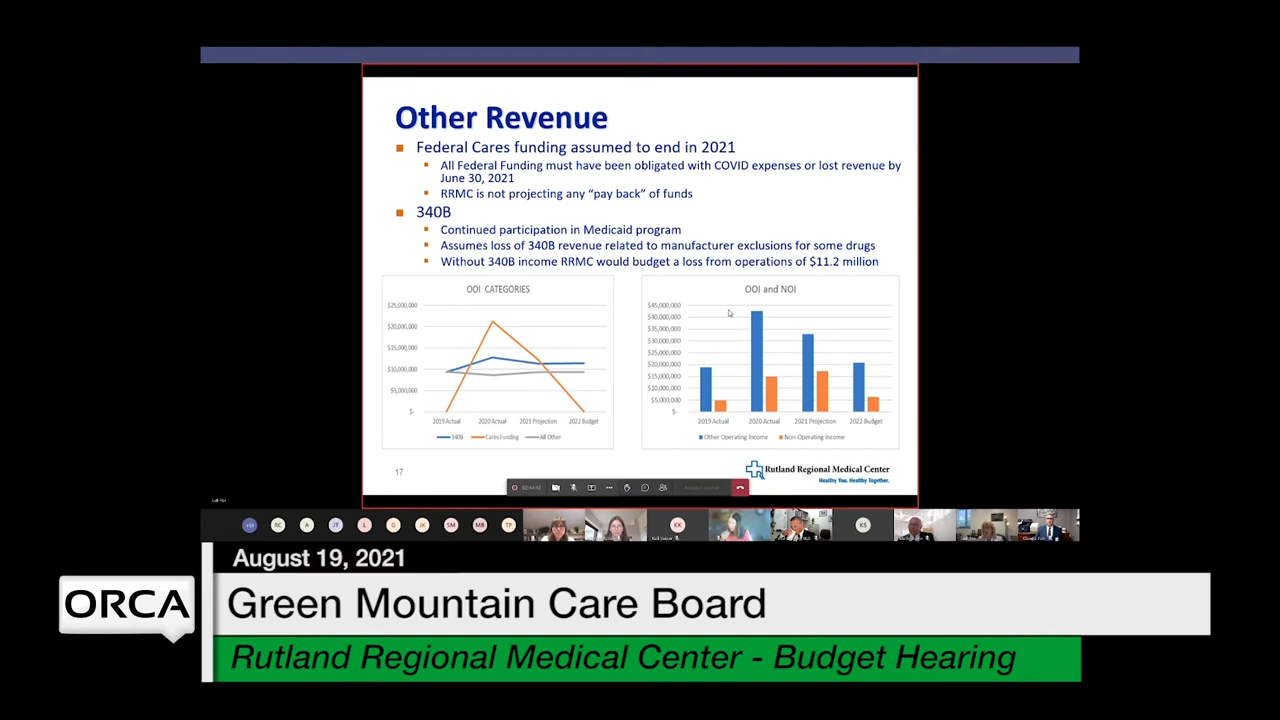 Other Revenue
Federal Cares funding assumed to end in 2021
All Federal Funding must have been obligated with COVID expenses or lost revenue by
June 30, 2021
RRMC is not projecting any “pay back” of funds
340B
Continued participation in Medicaid program
Assumes loss of 340B revenue related to manufacturer exclusions for some drugs
Without 340B income RRMC would budget a loss from operations of $11.2 million
OOI CATEGORIES
$25,000,000
$20,000,000
$15,000,000
$10,000,000
$5,000,000
$-
2019 Actual 2020 Actual 2021 Projection 2022 Budget
340B Cares Funding All Other
OOI and NOI
$45,000,000
$40,000,000
$35,000,000
$30,000,000
$25,000,000
$20,000,000
$15,000,000
$10,000,000
$5,000,000
$-
2019 Actual 2020 Actual 2021 Projection 2022 Budget
Other Operating Income Non-Operating Income
17
Rutland Regional Medical Center
Healthy You. Healthy Together.
RC A JT L G JK SM MB TP KK KS
August 19, 2021
ORCA
Green Mountain Care Board
Rutland Regional Medical Center - Budget Hearing